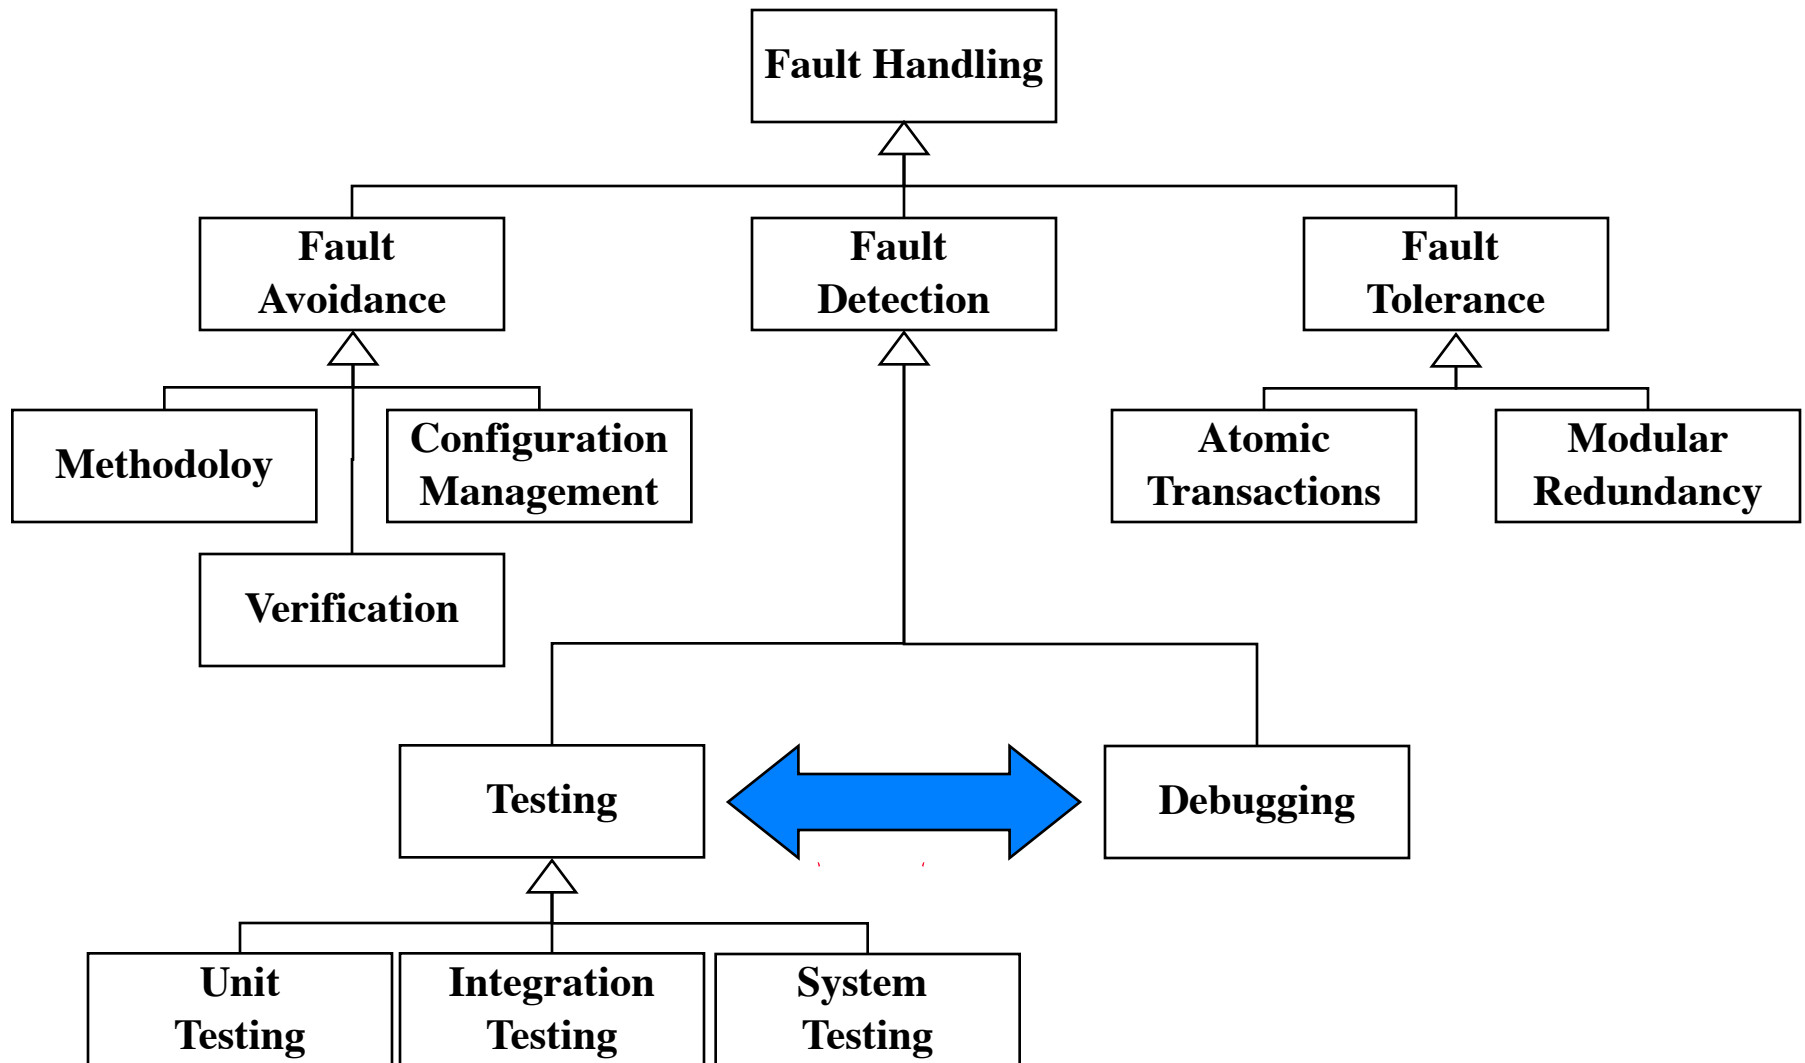 Fault Handling
Fault
Avoidance
Fault
Detection
Fault
Tolerance
Methodoloy
Configuration
Management
Atomic
Transactions
Modular
Redundancy
Verification
Testing
Debugging
Unit
Testing
Integration
Testing
System
Testing